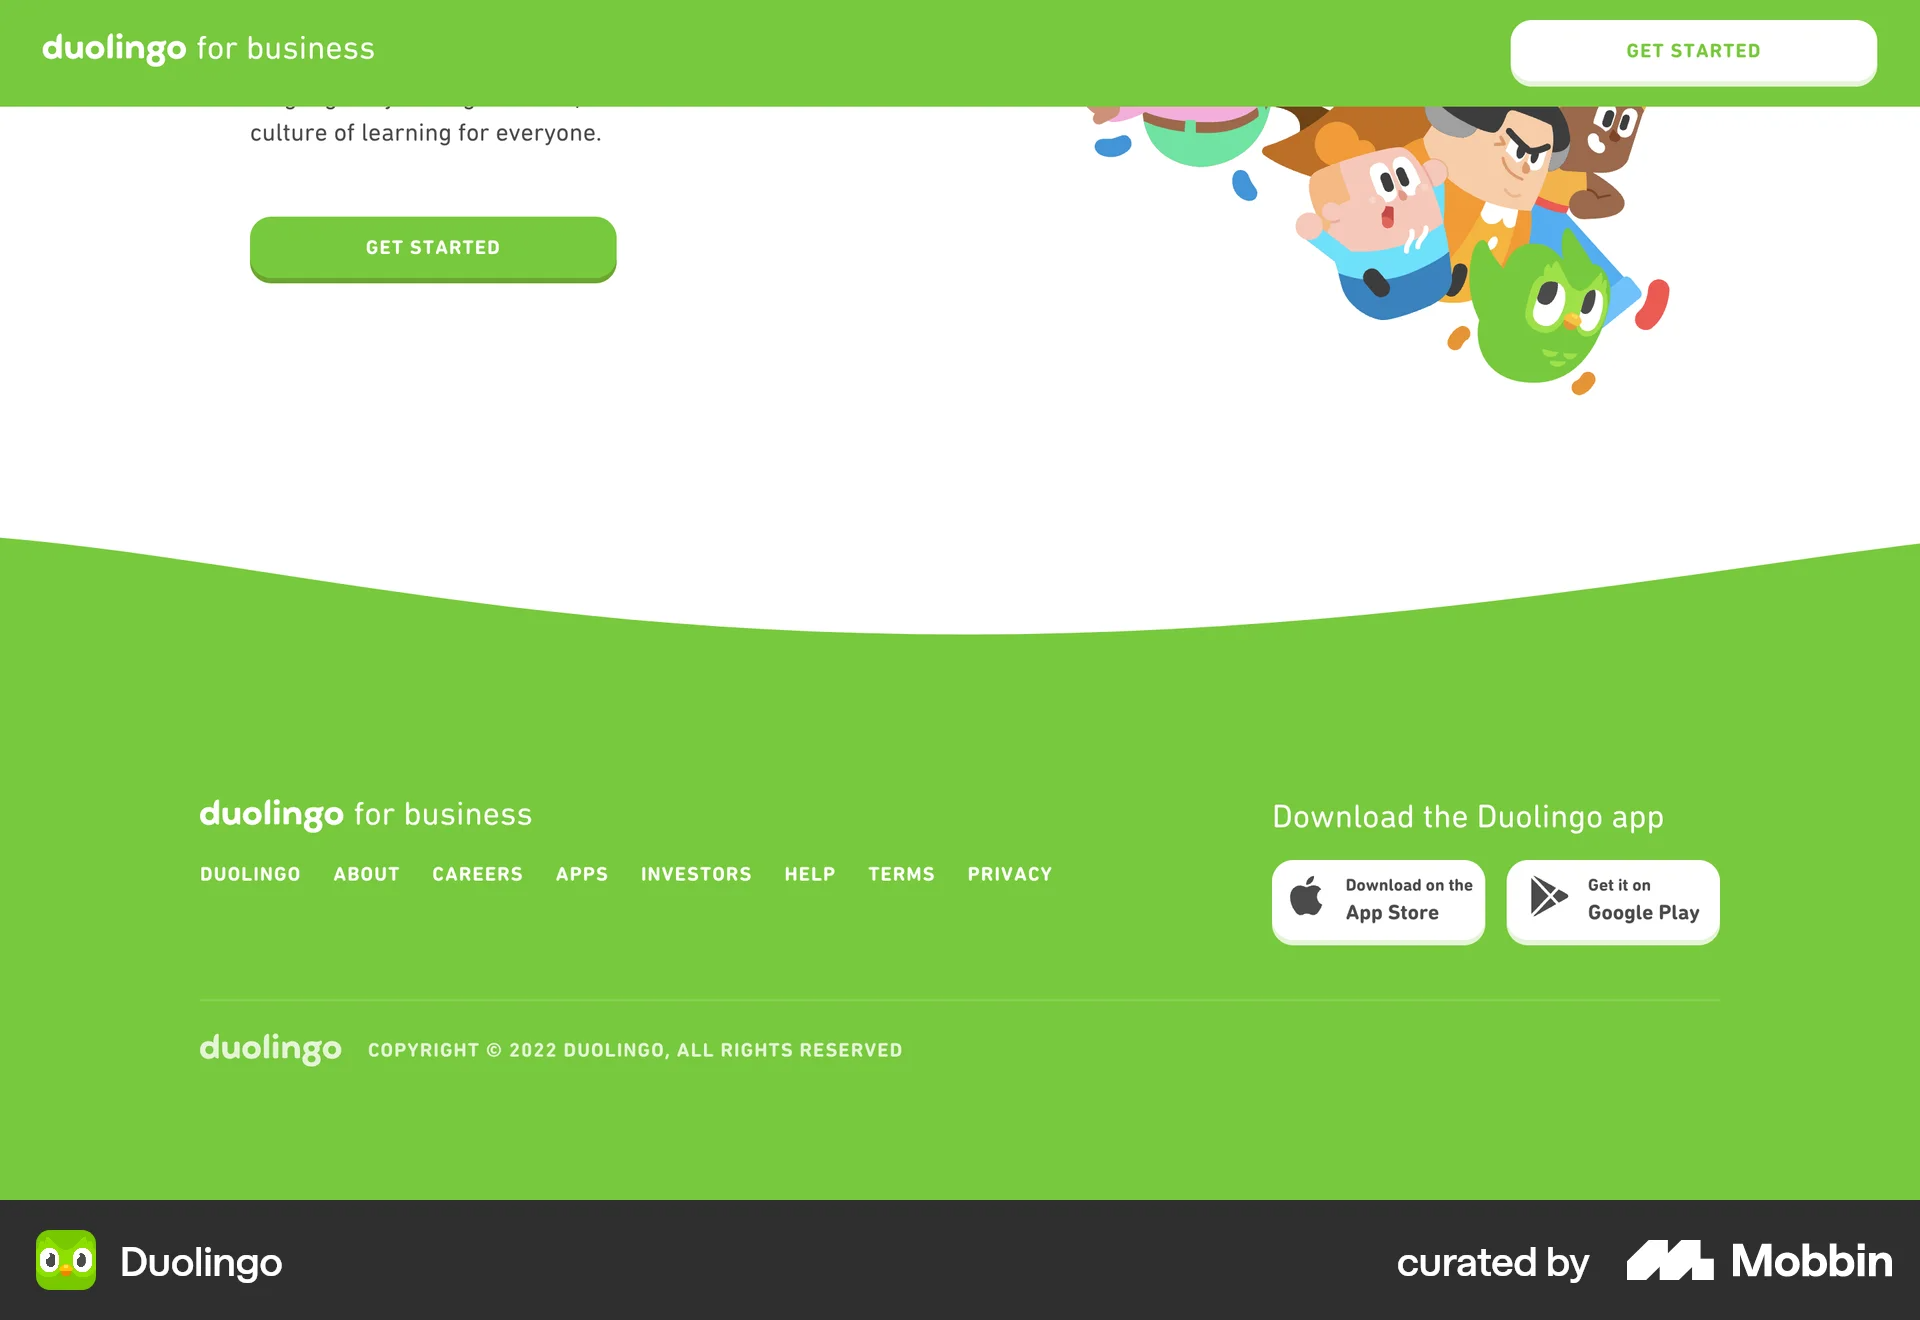 duolingo for business
GET STARTED
culture of learning for everyone.
GET STARTED
duolingo for business
DUOLINGO ABOUT CAREERS APPS INVESTORS HELP TERMS PRIVACY
Download the Duolingo app
Download on the
App Store
Get it on
Google Play
duolingo COPYRIGHT © 2022 DUOLINGO, ALL RIGHTS RESERVED
Duolingo
curated by Mobbin